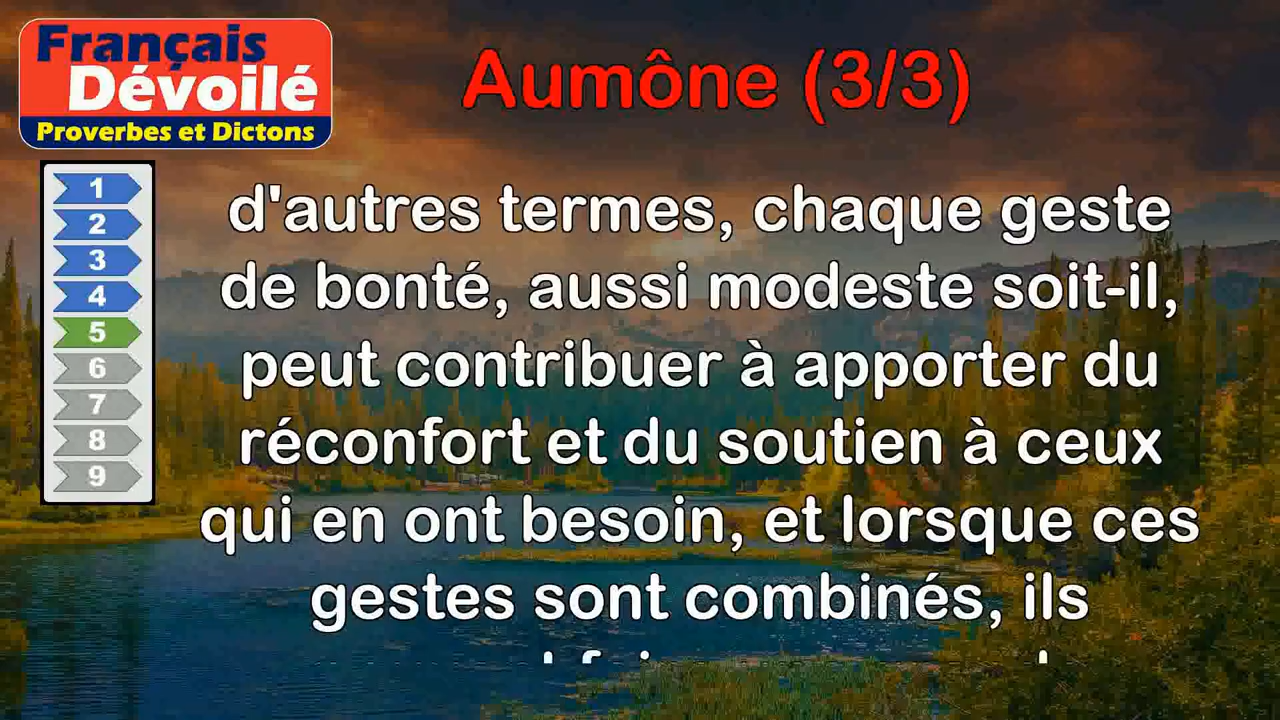 Français
Dévoilé
Proverbes et Dictons
Aumône (3/3)
1
2
3
4
5
6
7
8
9
d'autres termes, chaque geste
de bonté, aussi modeste soit-il,
peut contribuer à apporter du
réconfort et du soutien à ceux
qui en ont besoin, et lorsque ces
gestes sont combinés, ils